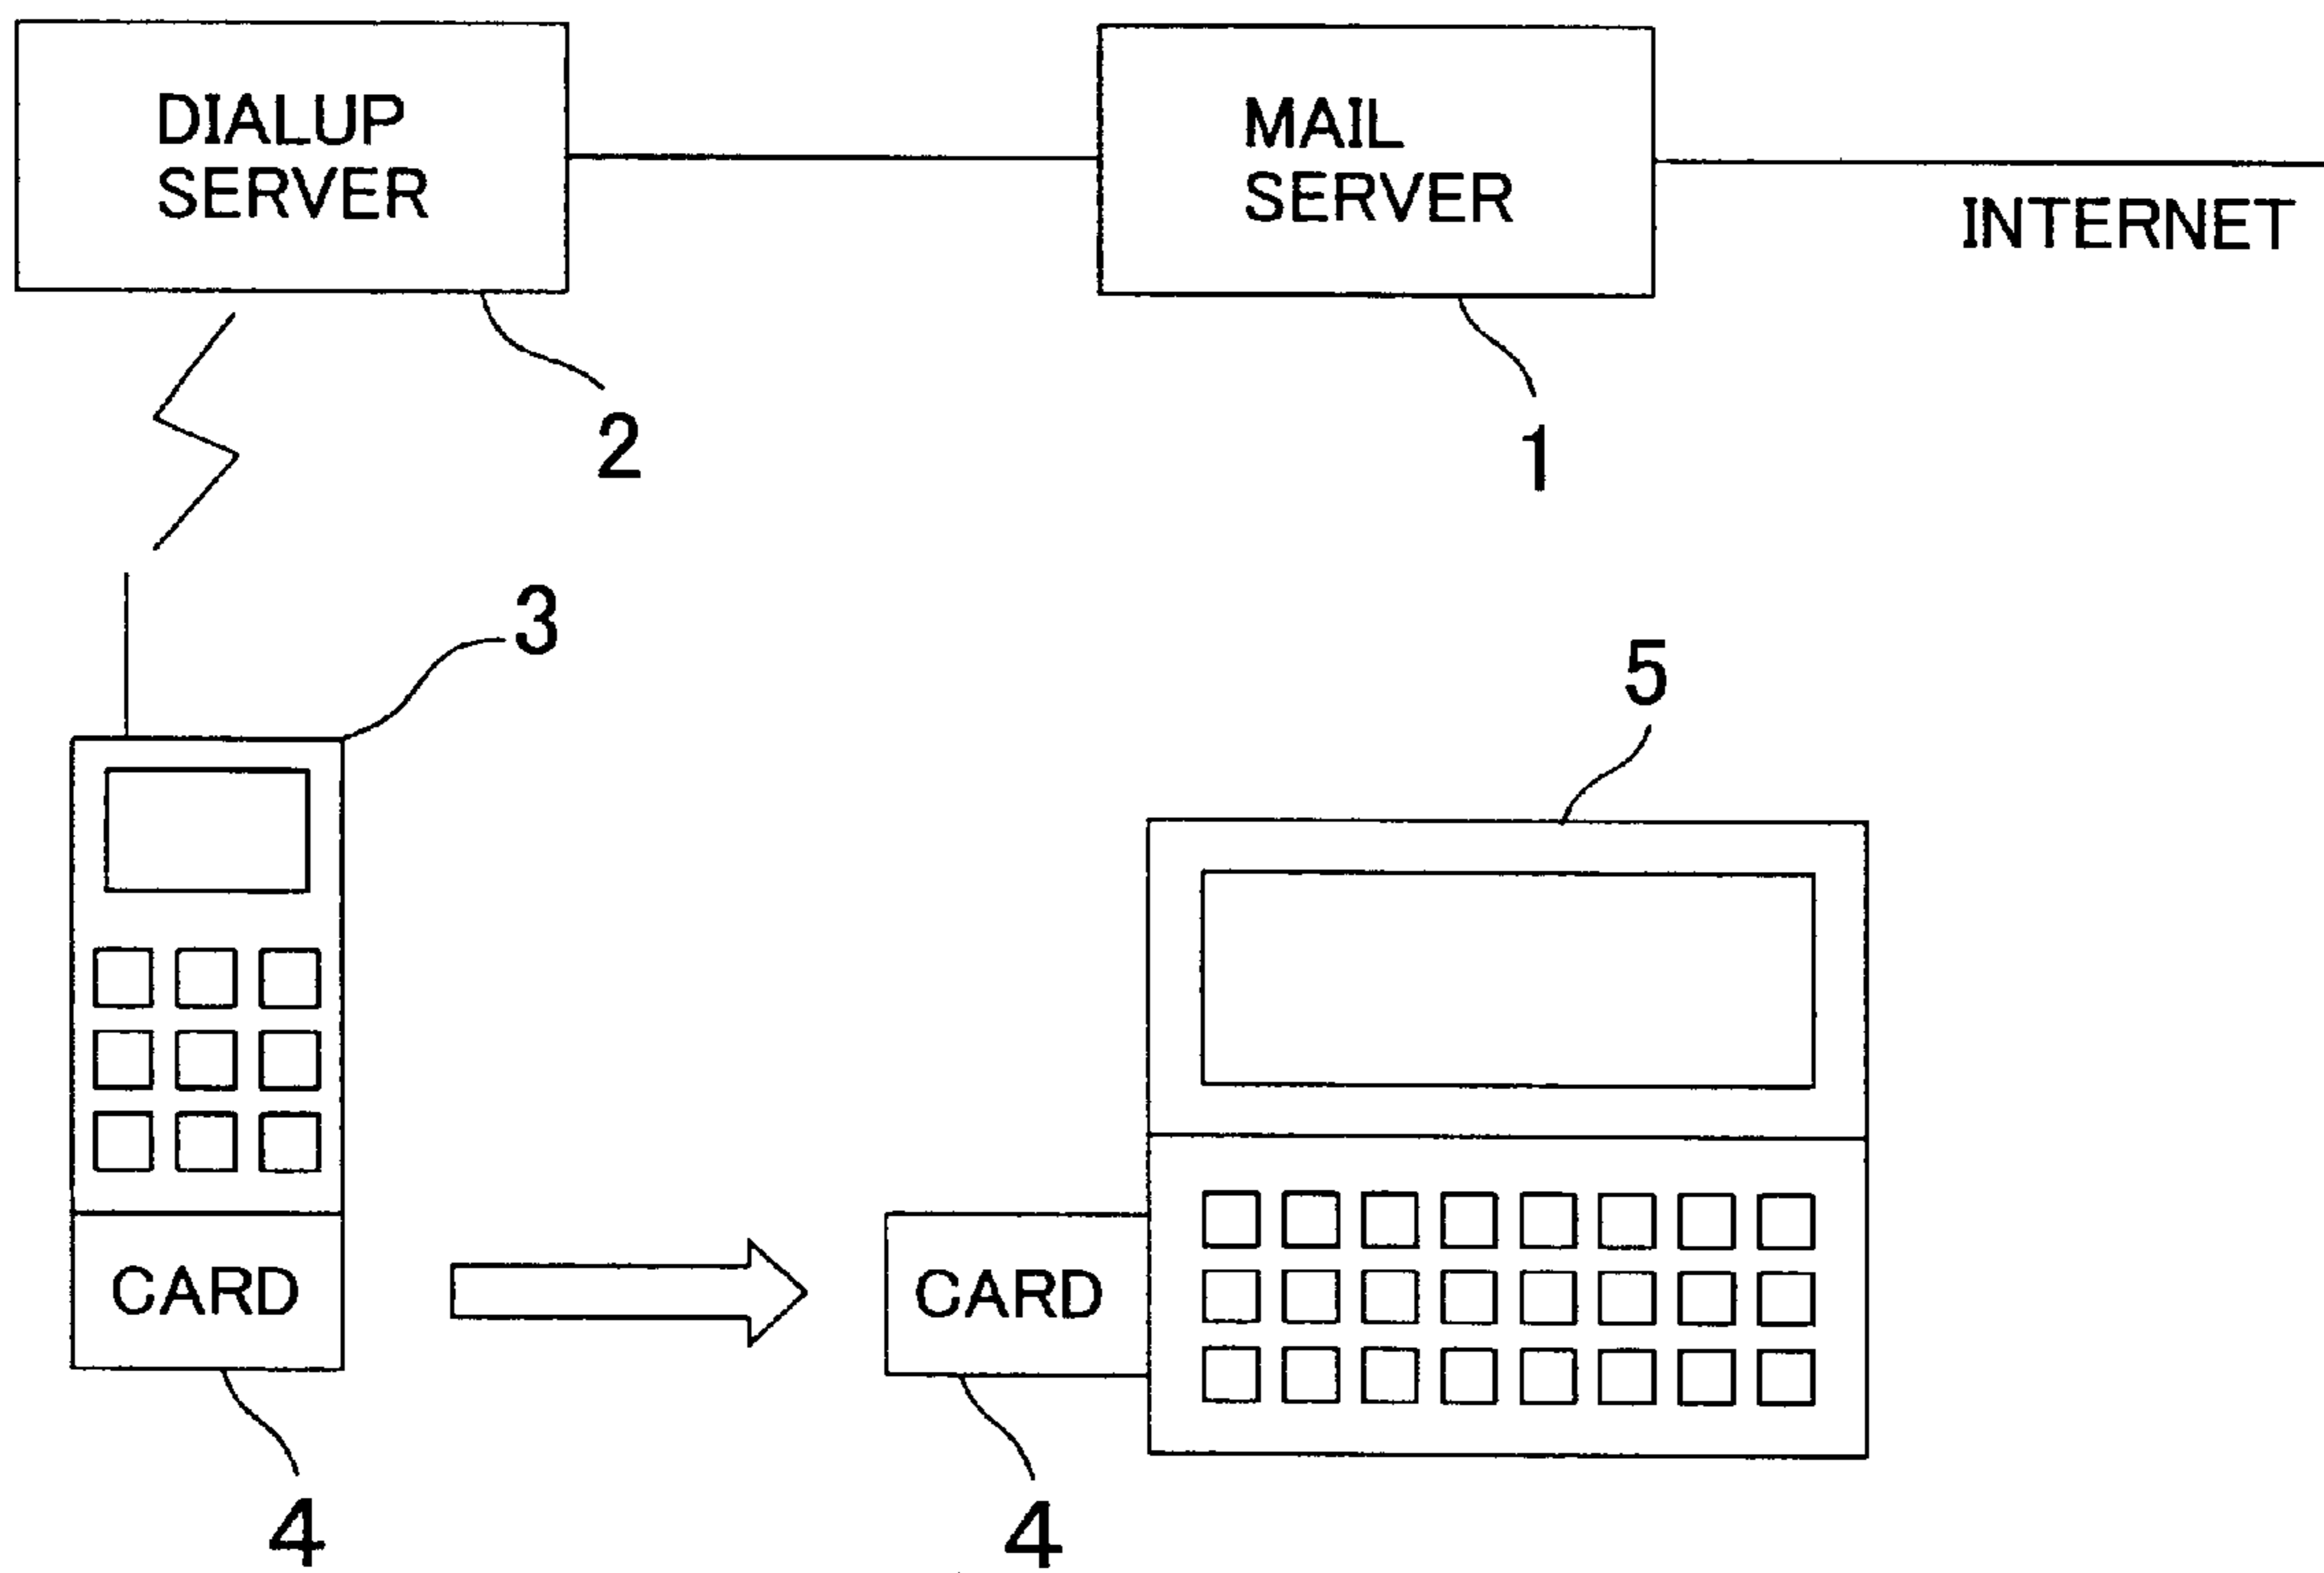 DIALUP
SERVER
MAIL
SERVER
INTERNET
2
1
3
5
CARD
CARD
4
4